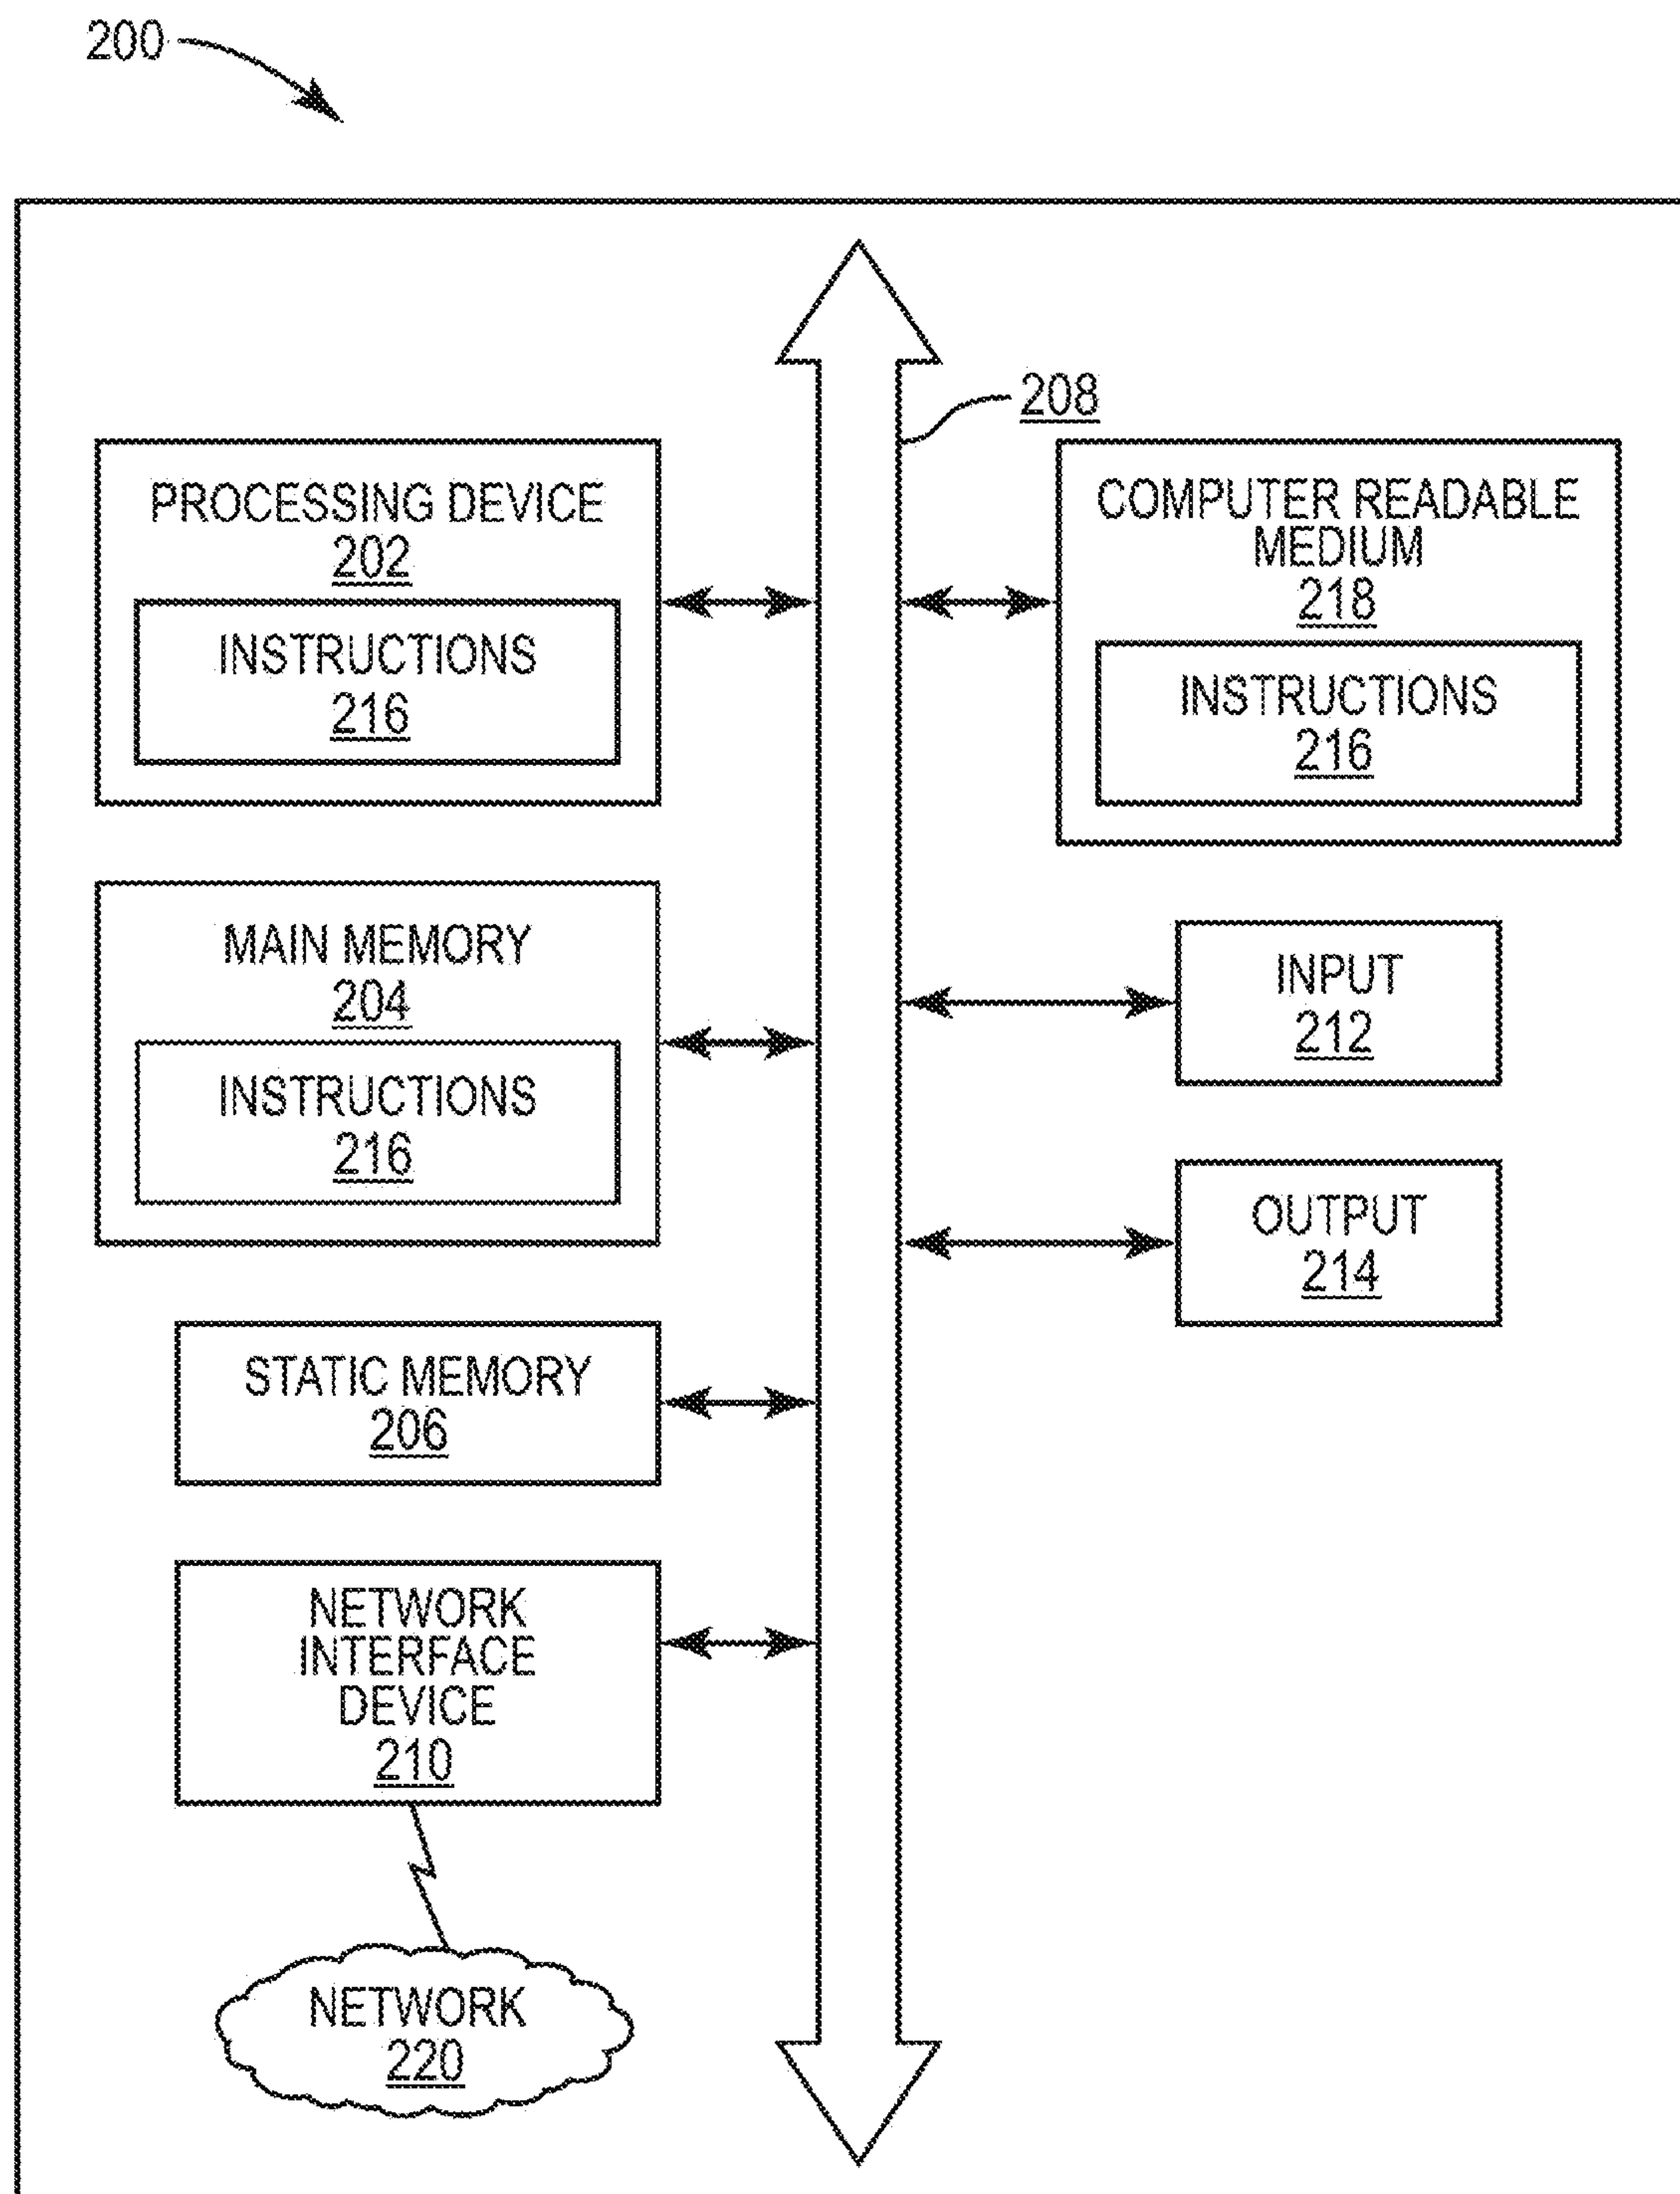 200
208
PROCESSING DEVICE
202
INSTRUCTIONS
216
COMPUTER READABLE
MEDIUM
218
INSTRUCTIONS
216
MAIN MEMORY
204
INSTRUCTIONS
216
INPUT
212
OUTPUT
214
STATIC MEMORY
206
NETWORK
INTERFACE
DEVICE
210
NETWORK
220